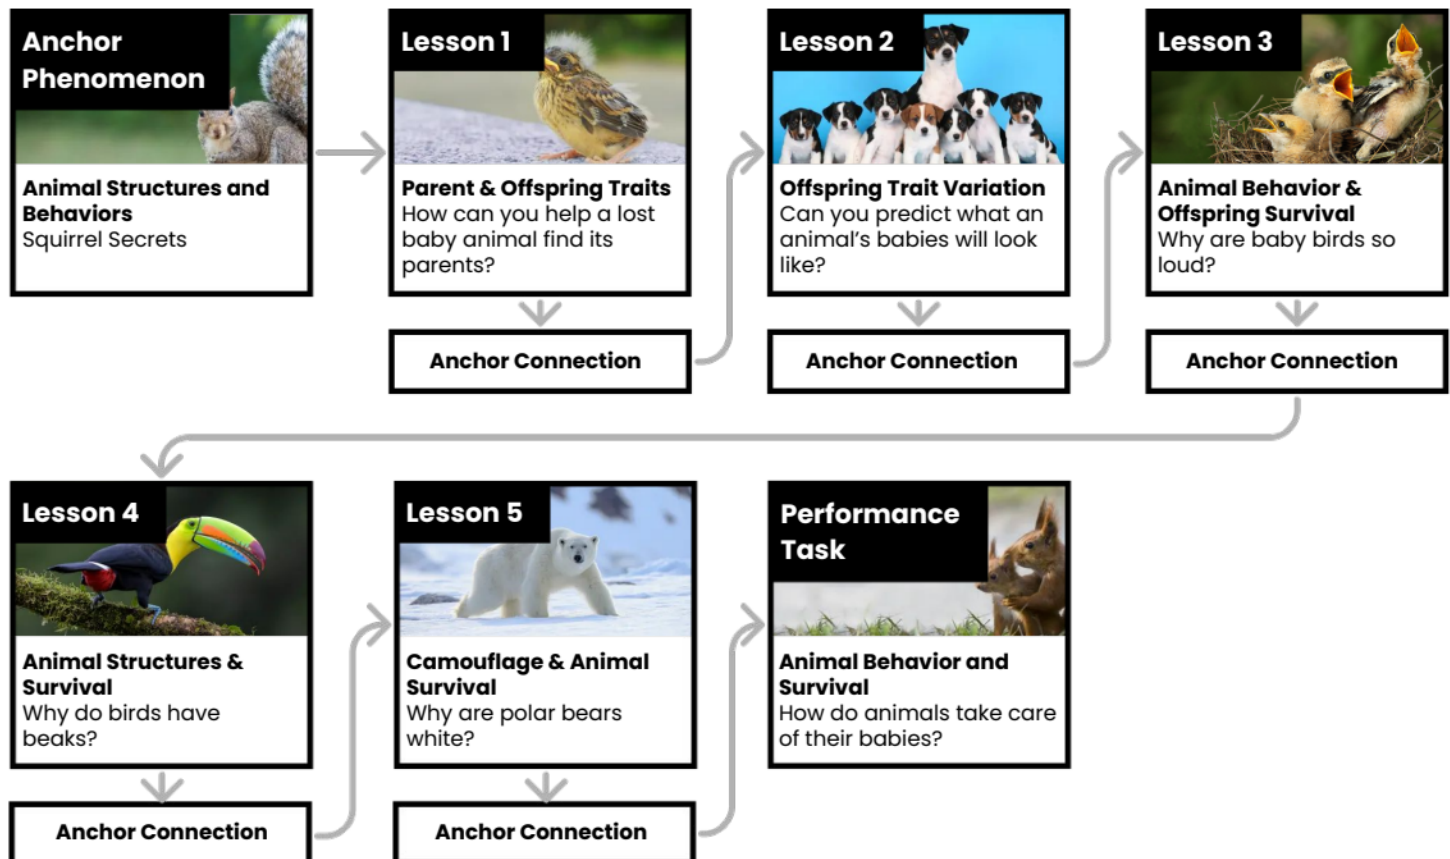 Anchor
Phenomenon
Animal Structures and
Behaviors
Squirrel Secrets
Lesson 1
Parent & Offspring Traits
How can you help a lost
baby animal find its
parents?
Anchor Connection
Lesson 2
Offspring Trait Variation
Can you predict what an
animal's babies will look
like?
Anchor Connection
Lesson 3
Animal Behavior &
Offspring Survival
Why are baby birds so
loud?
Anchor Connection
Lesson 4
Animal Structures &
Survival
Why do birds have
beaks?
Anchor Connection
Lesson 5
Camouflage & Animal
Survival
Why are polar bears
white?
Anchor Connection
Performance
Task
Animal Behavior and
Survival
How do animals take care
of their babies?